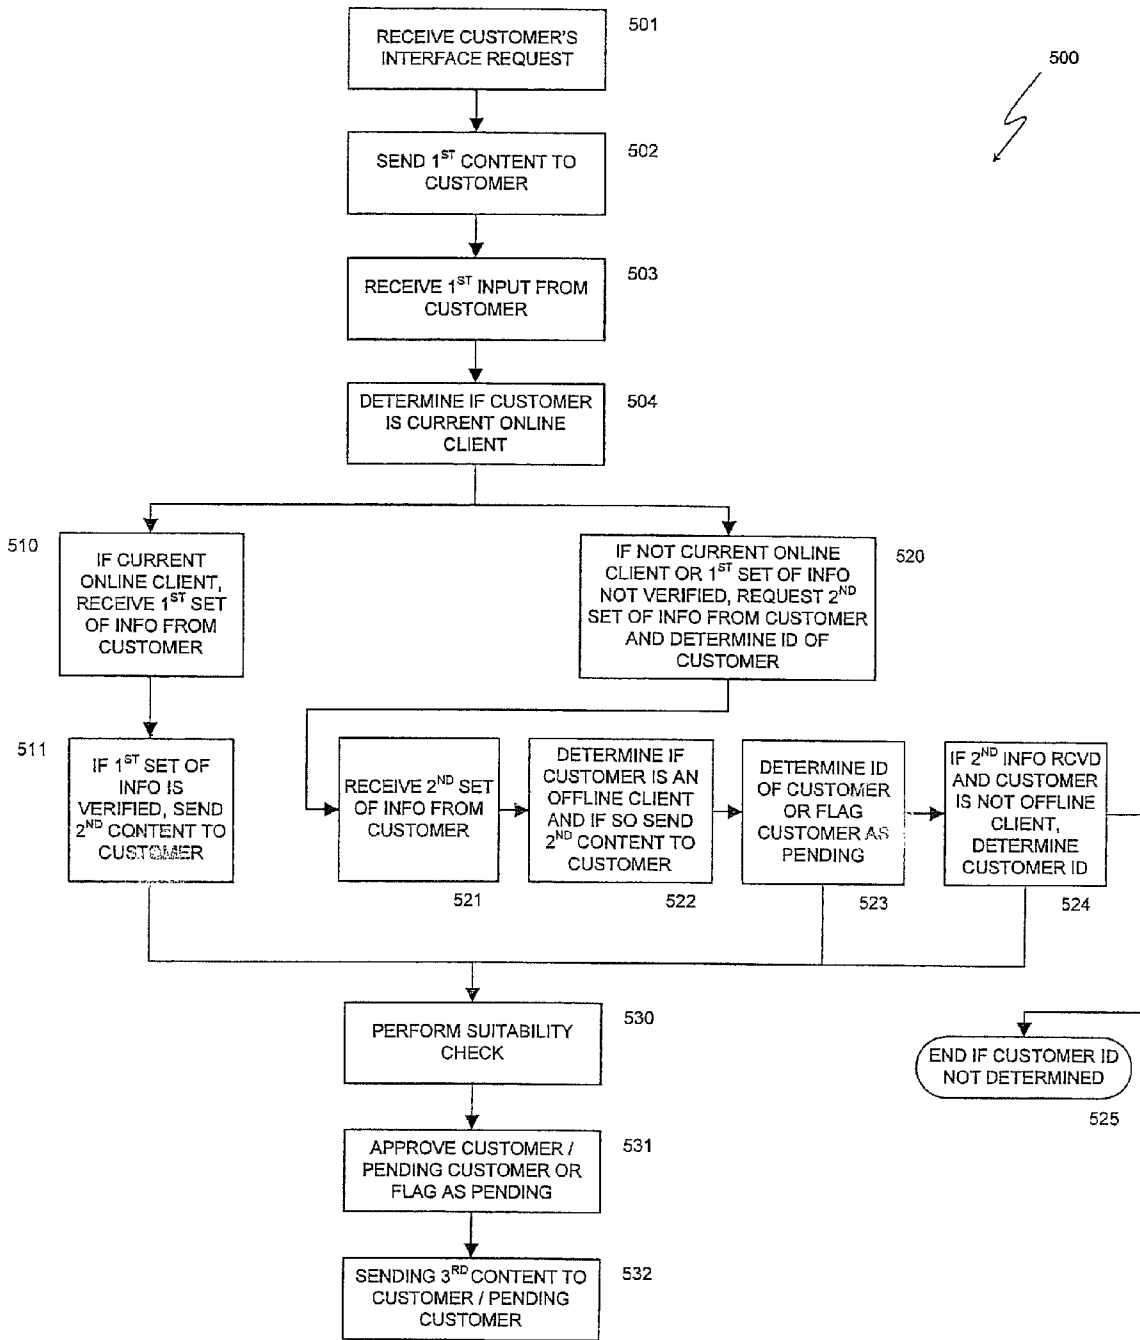 RECEIVE CUSTOMER'S
INTERFACE REQUEST
501
500
SEND 1ST CONTENT TO
CUSTOMER
502
RECEIVE 1ST INPUT FROM
CUSTOMER
503
DETERMINE IF CUSTOMER
IS CURRENT ONLINE
CLIENT
504
510
IF CURRENT
ONLINE CLIENT,
RECEIVE 1ST SET
OF INFO FROM
CUSTOMER
IF NOT CURRENT ONLINE
CLIENT OR 1ST SET OF INFO
NOT VERIFIED, REQUEST 2ND
SET OF INFO FROM CUSTOMER
AND DETERMINE ID OF
CUSTOMER
520
511
IF 1ST SET OF
INFO IS
VERIFIED, SEND
2ND CONTENT TO
CUSTOMER
RECEIVE 2ND SET
OF INFO FROM
CUSTOMER
521
DETERMINE IF
CUSTOMER IS AN
OFFLINE CLIENT
AND IF SO SEND
2ND CONTENT TO
CUSTOMER
522
DETERMINE ID
OF CUSTOMER
OR FLAG
CUSTOMER AS
PENDING
523
IF 2ND INFO RCVD
AND CUSTOMER
IS NOT OFFLINE
CLIENT,
DETERMINE
CUSTOMER ID
524
PERFORM SUITABILITY
CHECK
530
END IF CUSTOMER ID
NOT DETERMINED
525
APPROVE CUSTOMER /
PENDING CUSTOMER OR
FLAG AS PENDING
531
SENDING 3RD CONTENT TO
CUSTOMER / PENDING
CUSTOMER
532